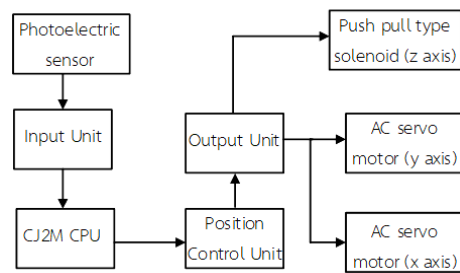 Photoelectric
sensor
Input Unit
CJ2M CPU
Position
Control Unit
Output Unit
Push pull type
solenoid (z axis)
AC servo
motor (y axis)
AC servo
motor (x axis)